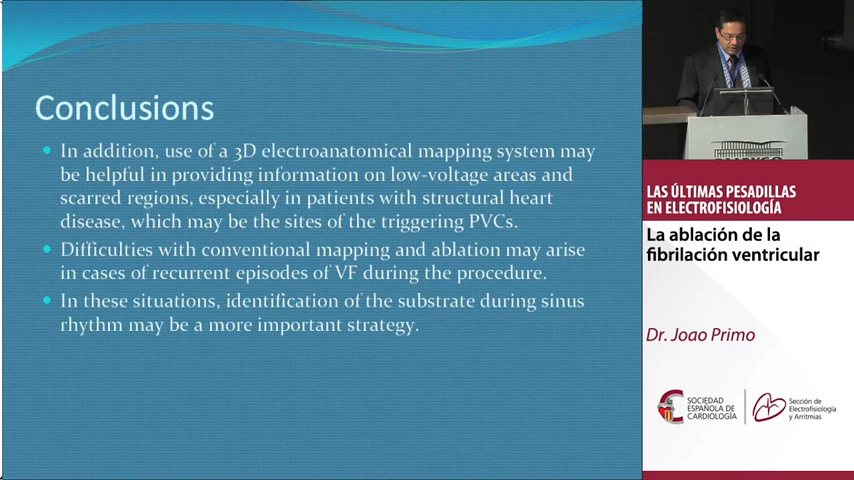 Conclusions
In addition, use of a 3D electroanatomical mapping system may
be helpful in providing information on low-voltage areas and
scarred regions, especially in patients with structural heart
disease, which may be the sites of the triggering PVCs.
Difficulties with conventional mapping and ablation may arise
in cases of recurrent episodes of VF during the procedure.
In these situations, identification of the substrate during sinus
rhythm may be a more important strategy.
LAS ÚLTIMAS PESADILLAS
EN ELECTROFISIOLOGÍA
La ablación de la
fibrilación ventricular
Dr. Joao Primo
SOCIEDAD
ESPAÑOLA DE
CARDIOLOGÍA
Sección de
Electrofisiología
y Arritmias